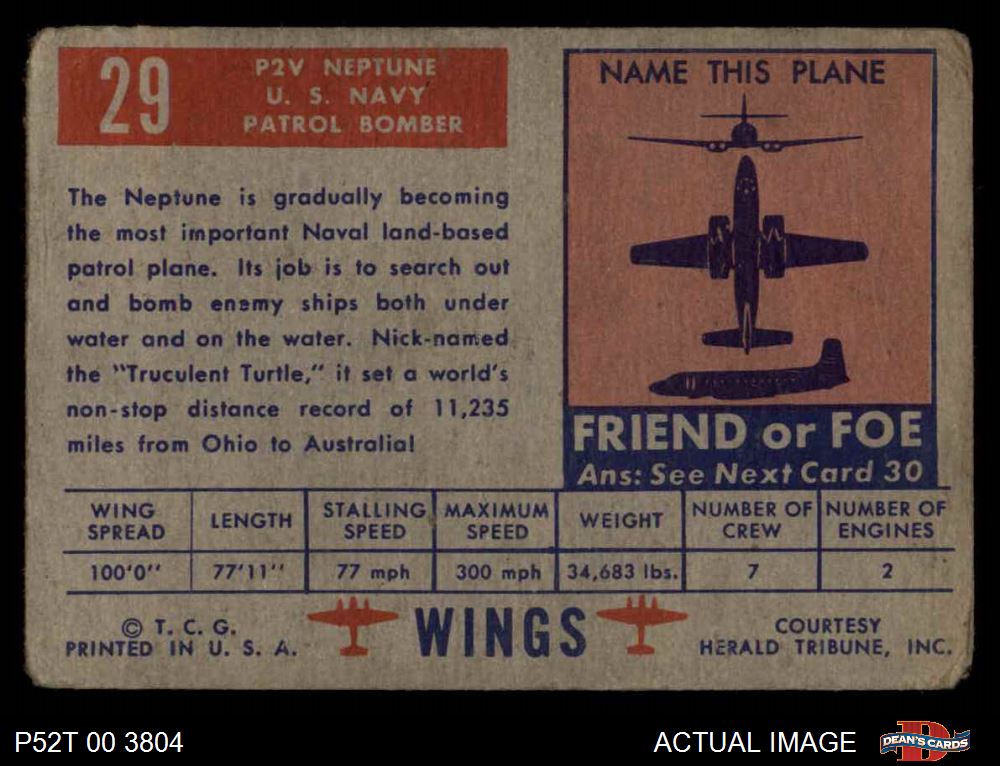 29
P2V NEPTUNE
U. S. NAVY
PATROL BOMBER
The Neptune is gradually becoming
the most important Naval land-based
patrol plane. Its job is to search out
and bomb enemy ships both under
water and on the water. Nick-named
the "Truculent Turtle," it set a world's
non-stop distance record of 11,235
miles from Ohio to Australia!
NAME THIS PLANE
FRIEND or FOE
Ans: See Next Card 30
WING SPREAD
LENGTH
STALLING SPEED
MAXIMUM SPEED
WEIGHT
NUMBER OF CREW
NUMBER OF ENGINES
100'0"
77'11"
77 mph
300 mph
34,683 lbs.
7
2
© T. C. G.
PRINTED IN U. S. A.
WINGS
COURTESY
HERALD TRIBUNE, INC.
P52T 00 3804
ACTUAL IMAGE
D
DEAN'S CARDS